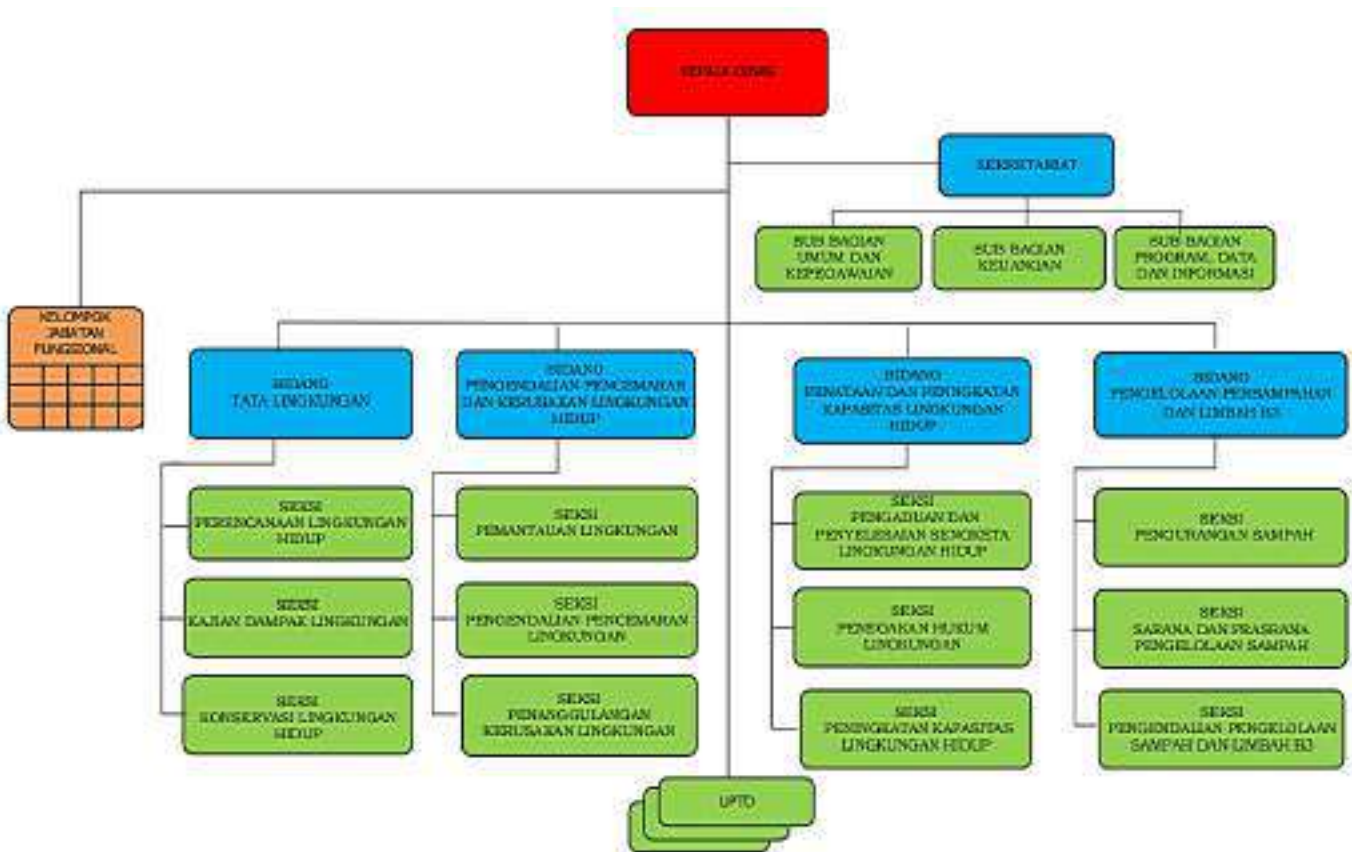 KEPALA DINAS
SEKRETARIAT
SUB BAGIAN
UMUM DAN
KEPEGAWAIAN
SUB BAGIAN
KEUANGAN
SUB BAGIAN
PROGRAM, DATA
DAN INFORMASI
KELOMPOK
JABATAN
FUNGSIONAL
BIDANG
TATA LINGKUNGAN
BIDANG
PENGENDALIAN PENCEMARAN
DAN KERUSAKAN LINGKUNGAN
HIDUP
BIDANG
PENATAAN DAN PENINGKATAN
KAPASITAS LINGKUNGAN
HIDUP
BIDANG
PENGELOLAAN PERSAMPAHAN
DAN LIMBAH B3
SEKSI
PERENCANAAN LINGKUNGAN
HIDUP
SEKSI
PEMANTAUAN LINGKUNGAN
SEKSI
PENGADUAN DAN
PENYELESAIAN SENGKETA
LINGKUNGAN HIDUP
SEKSI
PENGURANGAN SAMPAH
SEKSI
KAJIAN DAMPAK LINGKUNGAN
SEKSI
PENGENDALIAN PENCEMARAN
LINGKUNGAN
SEKSI
PENEGAKAN HUKUM
LINGKUNGAN
SEKSI
SARANA DAN PRASRANA
PENGELOLAAN SAMPAH
SEKSI
KONSERVASI LINGKUNGAN
HIDUP
SEKSI
PENANGGULANGAN
KERUSAKAN LINGKUNGAN
SEKSI
PENINGKATAN KAPASITAS
LINGKUNGAN HIDUP
SEKSI
PENGENDALIAN PENGELOLAAN
SAMPAH DAN LIMBAH B3
UPTD